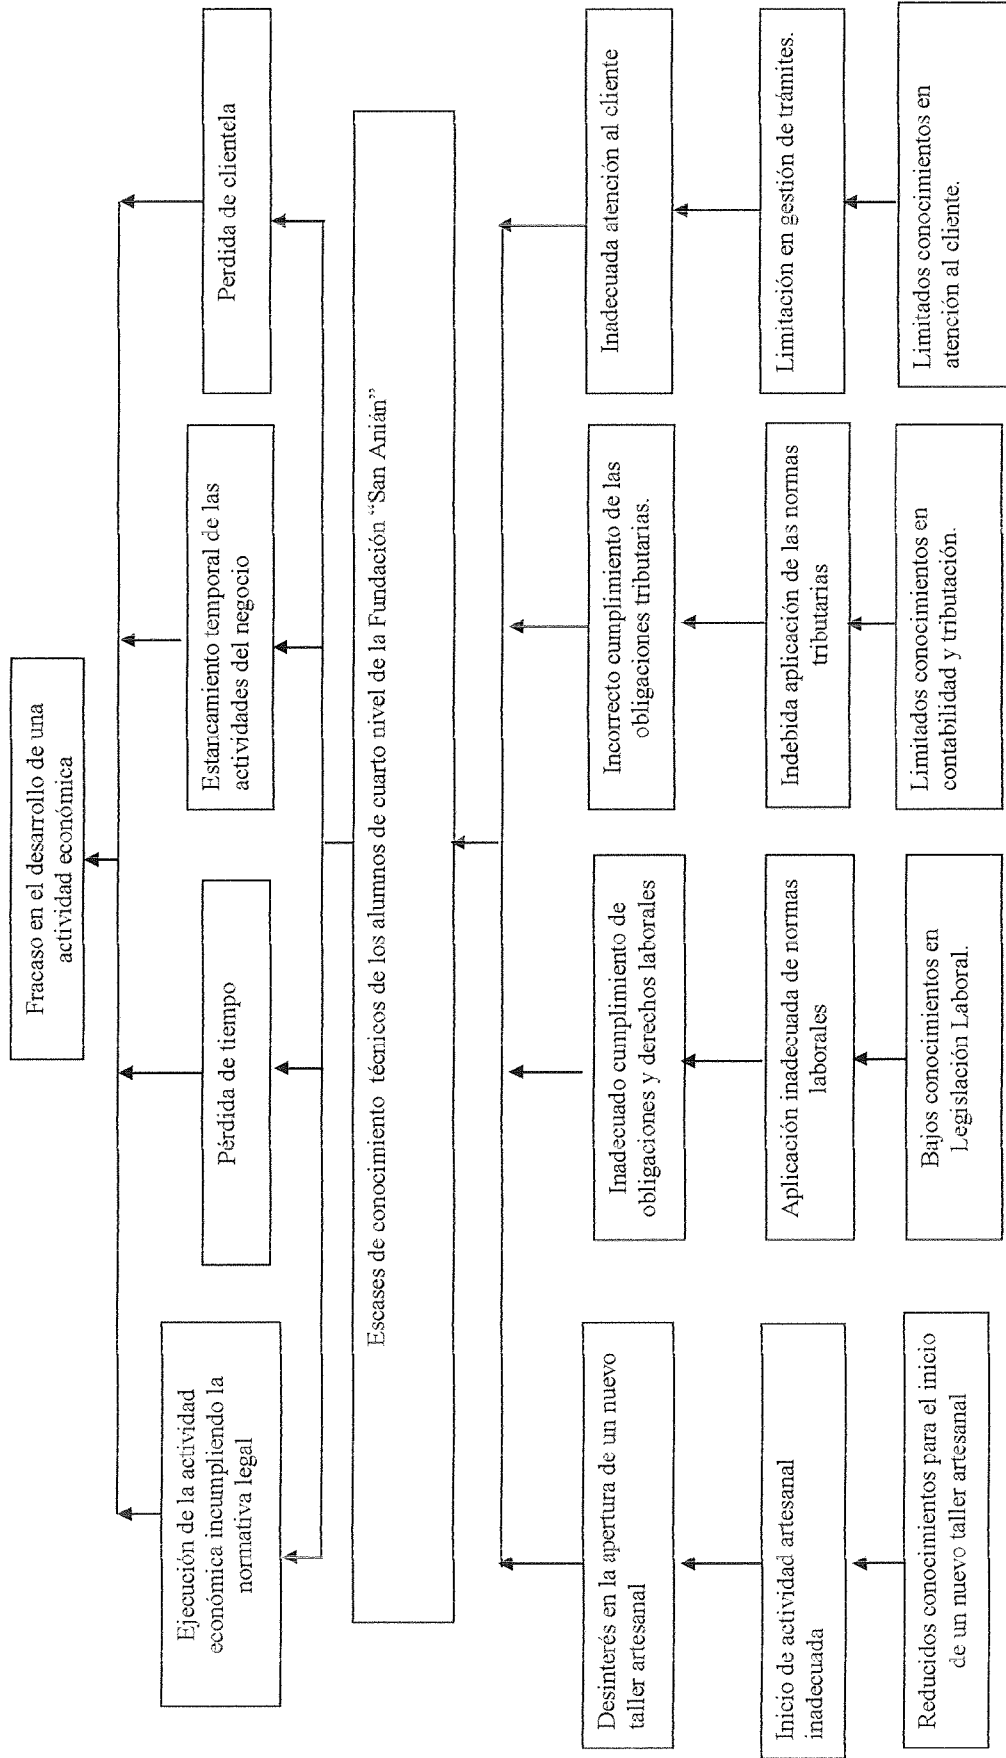 Fracaso en el desarrollo de una
actividad económica
Ejecución de la actividad
económica incumpliendo la
normativa legal
Pérdida de tiempo
Estancamiento temporal de las
actividades del negocio
Perdida de clientela
Escases de conocimiento técnicos de los alumnos de cuarto nivel de la Fundación “San Anián”
Desinterés en la apertura de un nuevo
taller artesanal
Inadecuado cumplimiento de
obligaciones y derechos laborales
Incorrecto cumplimiento de las
obligaciones tributarias.
Inadecuada atención al cliente
Inicio de actividad artesanal
inadecuada
Aplicación inadecuada de normas
laborales
Indebida aplicación de las normas
tributarias
Limitación en gestión de trámites.
Reducidos conocimientos para el inicio
de un nuevo taller artesanal
Bajos conocimientos en
Legislación Laboral.
Limitados conocimientos en
contabilidad y tributación.
Limitados conocimientos en
atención al cliente.